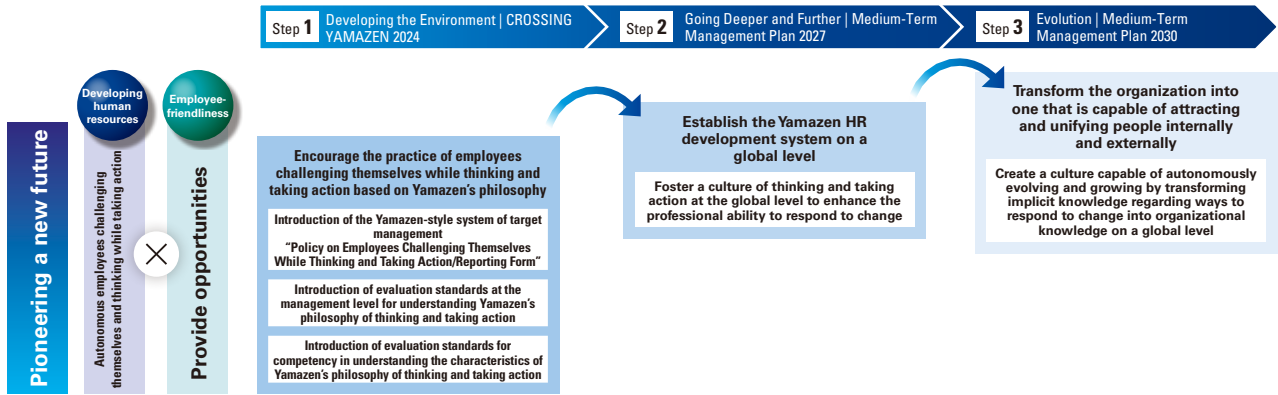 Step 1
Developing the Environment | CROSSING
YAMAZEN 2024
Step 2
Going Deeper and Further | Medium-Term
Management Plan 2027
Step 3
Evolution | Medium-Term
Management Plan 2030
Pioneering a new future
Developing
human
resources
Autonomous employees challenging
themselves and thinking while taking action
Employee-
friendliness
Provide opportunities
Encourage the practice of employees
challenging themselves while thinking and
taking action based on Yamazen's philosophy
Introduction of the Yamazen-style system of target
management
"Policy on Employees Challenging Themselves
While Thinking and Taking Action/Reporting Form"
Introduction of evaluation standards at the
management level for understanding Yamazen's
philosophy of thinking and taking action
Introduction of evaluation standards for
competency in understanding the characteristics of
Yamazen's philosophy of thinking and taking action
Establish the Yamazen HR
development system on a
global level
Foster a culture of thinking and taking
action at the global level to enhance the
professional ability to respond to change
Transform the organization into
one that is capable of attracting
and unifying people internally
and externally
Create a culture capable of autonomously
evolving and growing by transforming
implicit knowledge regarding ways to
respond to change into organizational
knowledge on a global level